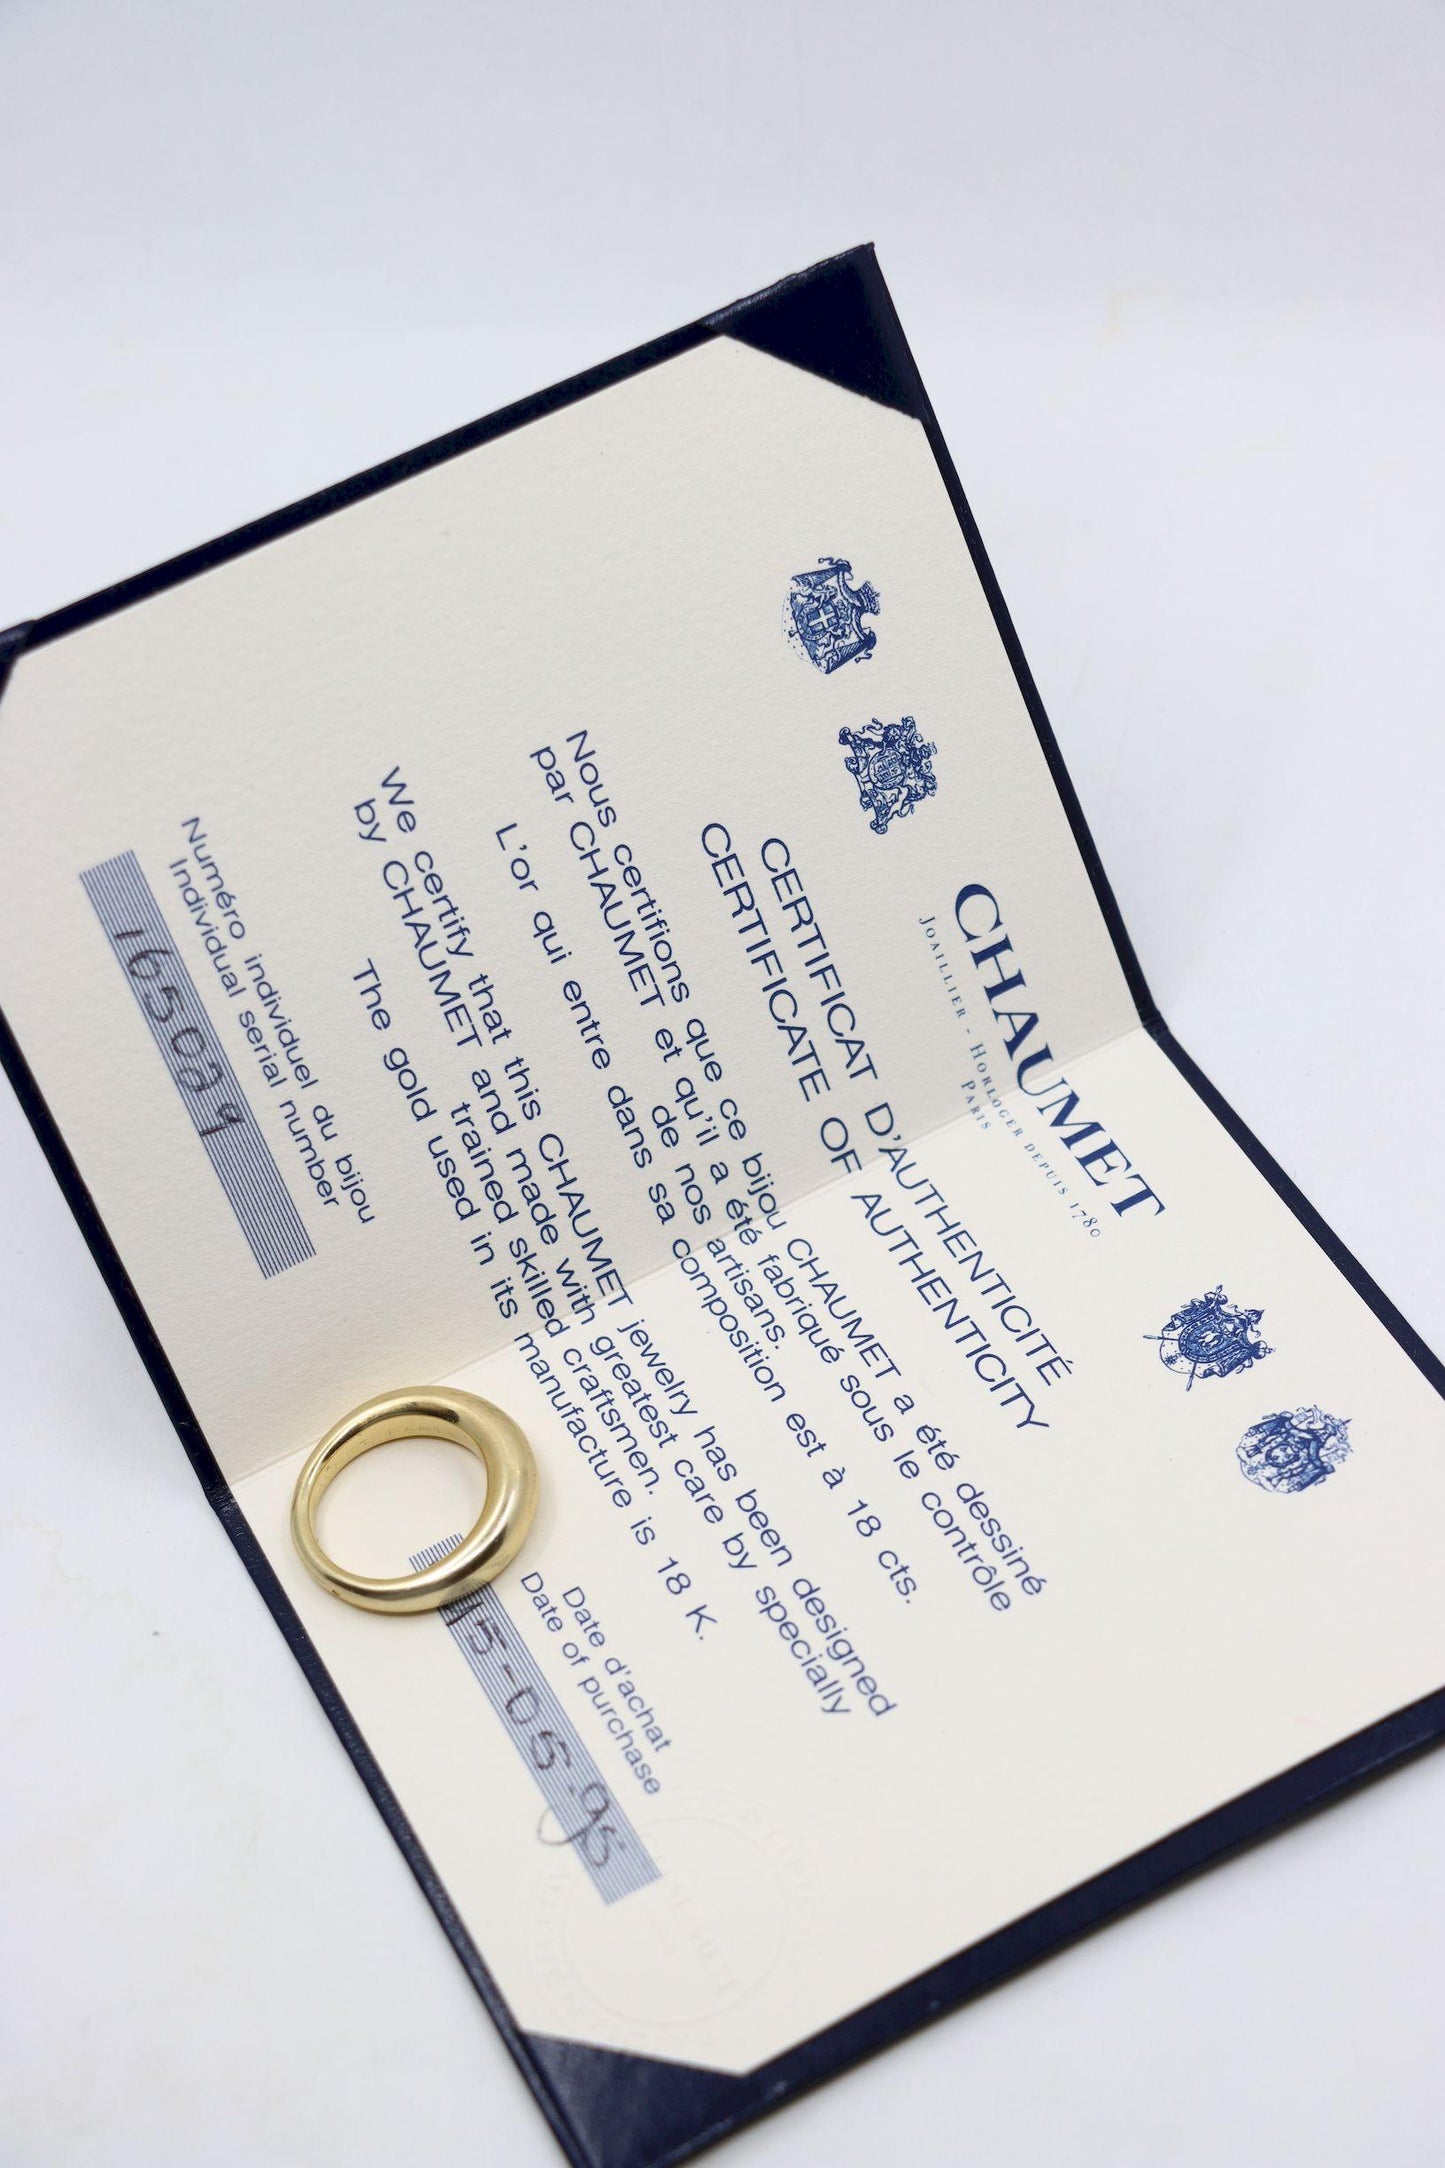 CHAUMET
JOAILLIER - HORLOGER DEPUIS 1780
PARIS
CERTIFICAT D'AUTHENTICITÉ
CERTIFICATE OF AUTHENTICITY
Nous certifions que ce bijou CHAUMET a été dessiné
par CHAUMET et qu'il a été fabriqué sous le contrôle
de nos artisans.
L'or qui entre dans sa composition est à 18 cts.
We certify that this CHAUMET jewelry has been designed
by CHAUMET and made with greatest care by specially
trained skilled craftsmen.
The gold used in its manufacture is 18 K.
Numéro individuel du bijou
Individual serial number
Date d'achat
Date of purchase
15-05-95